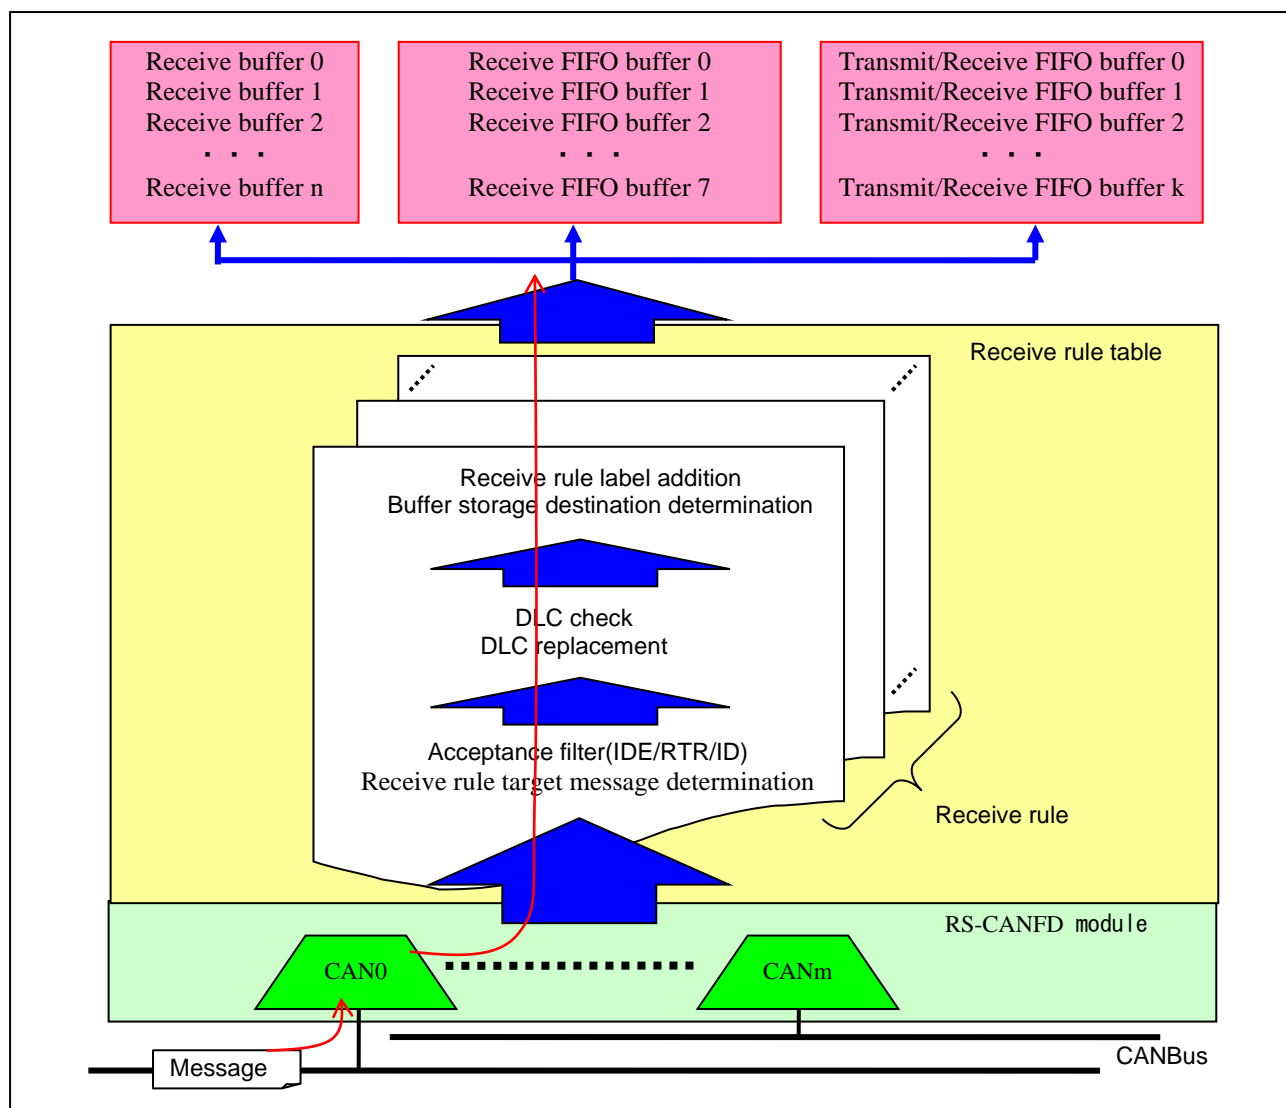 Receive buffer 0
Receive buffer 1
Receive buffer 2
. . .
Receive buffer n
Receive FIFO buffer 0
Receive FIFO buffer 1
Receive FIFO buffer 2
. . .
Receive FIFO buffer 7
Transmit/Receive FIFO buffer 0
Transmit/Receive FIFO buffer 1
Transmit/Receive FIFO buffer 2
. . .
Transmit/Receive FIFO buffer k
Receive rule table
Receive rule label addition
Buffer storage destination determination
DLC check
DLC replacement
Acceptance filter(IDE/RTR/ID)
Receive rule target message determination
Receive rule
RS-CANFD module
CAN0
CANm
CANBus
Message